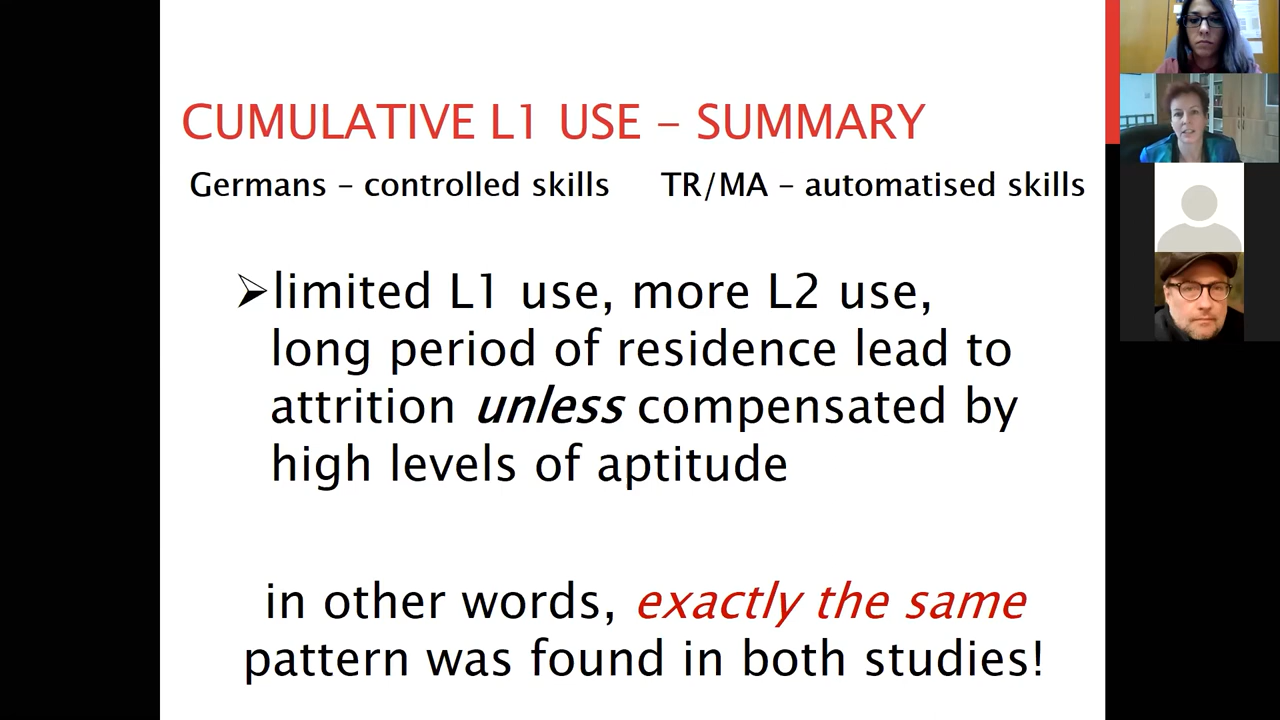 CUMULATIVE L1 USE – SUMMARY
Germans – controlled skills TR/MA – automatised skills
➢limited L1 use, more L2 use,
long period of residence lead to
attrition unless compensated by
high levels of aptitude
in other words, exactly the same
pattern was found in both studies!